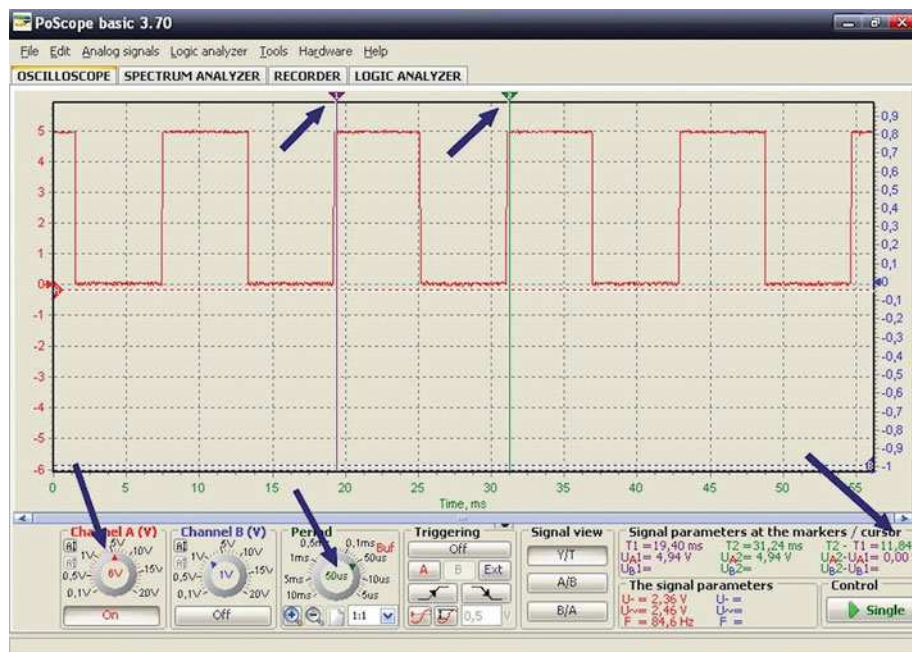 PoScope basic 3.70
File Edit Analog signals Logic analyzer Tools Hardware Help
OSCILLOSCOPE SPECTRUM ANALYZER RECORDER LOGIC ANALYZER
1 2
5
4
3
2
1
0
-1
-2
-3
-4
-5
-6
0,9
0,8
0,7
0,6
0,5
0,4
0,3
0,2
0,1
0
-0,1
-0,2
-0,3
-0,4
-0,5
-0,6
-0,7
-0,8
-0,9
-1
0 5 10 15 20 25 30 35 40 45 50 55
Time, ms
Channel A (V)
5V
1V 10V
0,5V 6V 15V
0,1V 20V
On
Channel B (V)
5V
1V 10V
0,5V 1V 15V
0,1V 20V
Off
Period
0,5ms 0,1ms Buf
1ms 50us
5ms 50us 10us
10ms 5us
1:1
Triggering
Off
A B Ext
0,5 V
Signal view
Y/T
A/B
B/A
Signal parameters at the markers / cursor
T1 =19,40 ms T2 =31,24 ms T2 - T1 =11,84
UA1= 4,94 V UA2= 4,94 V UA2-UA1= 0,00
UB1= UB2= UB2-UB1=
The signal parameters
U- = 2,36 V U- =
U~= 2,46 V U~=
F = 84,6 Hz F =
Control
Single